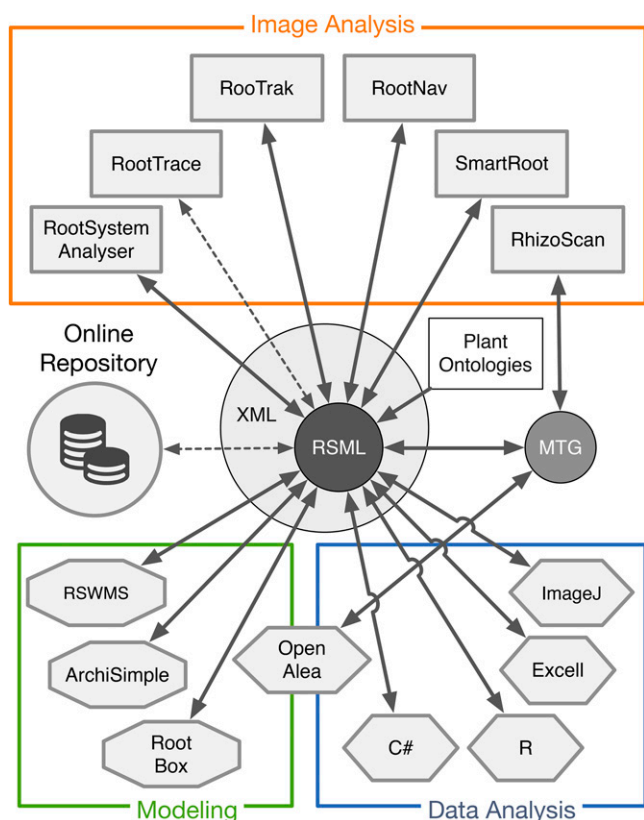 Image Analysis
RooTrak
RootNav
RootTrace
SmartRoot
RootSystem
Analyser
RhizoScan
Online
Repository
Plant
Ontologies
XML
RSML
MTG
RSWMS
ImageJ
ArchiSimple
Open
Alea
Excell
Root
Box
C#
R
Modeling
Data Analysis